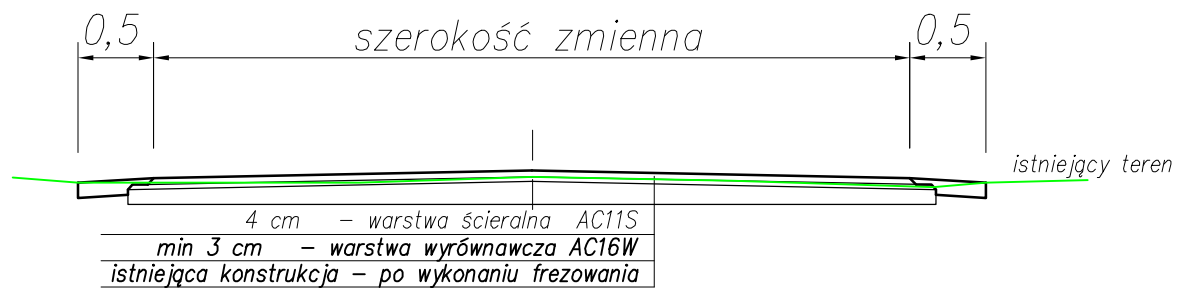 0,5 szerokość zmienna 0,5
istniejący teren
4 cm – warstwa ścieralna AC11S
min 3 cm – warstwa wyrównawcza AC16W
istniejąca konstrukcja – po wykonaniu frezowania